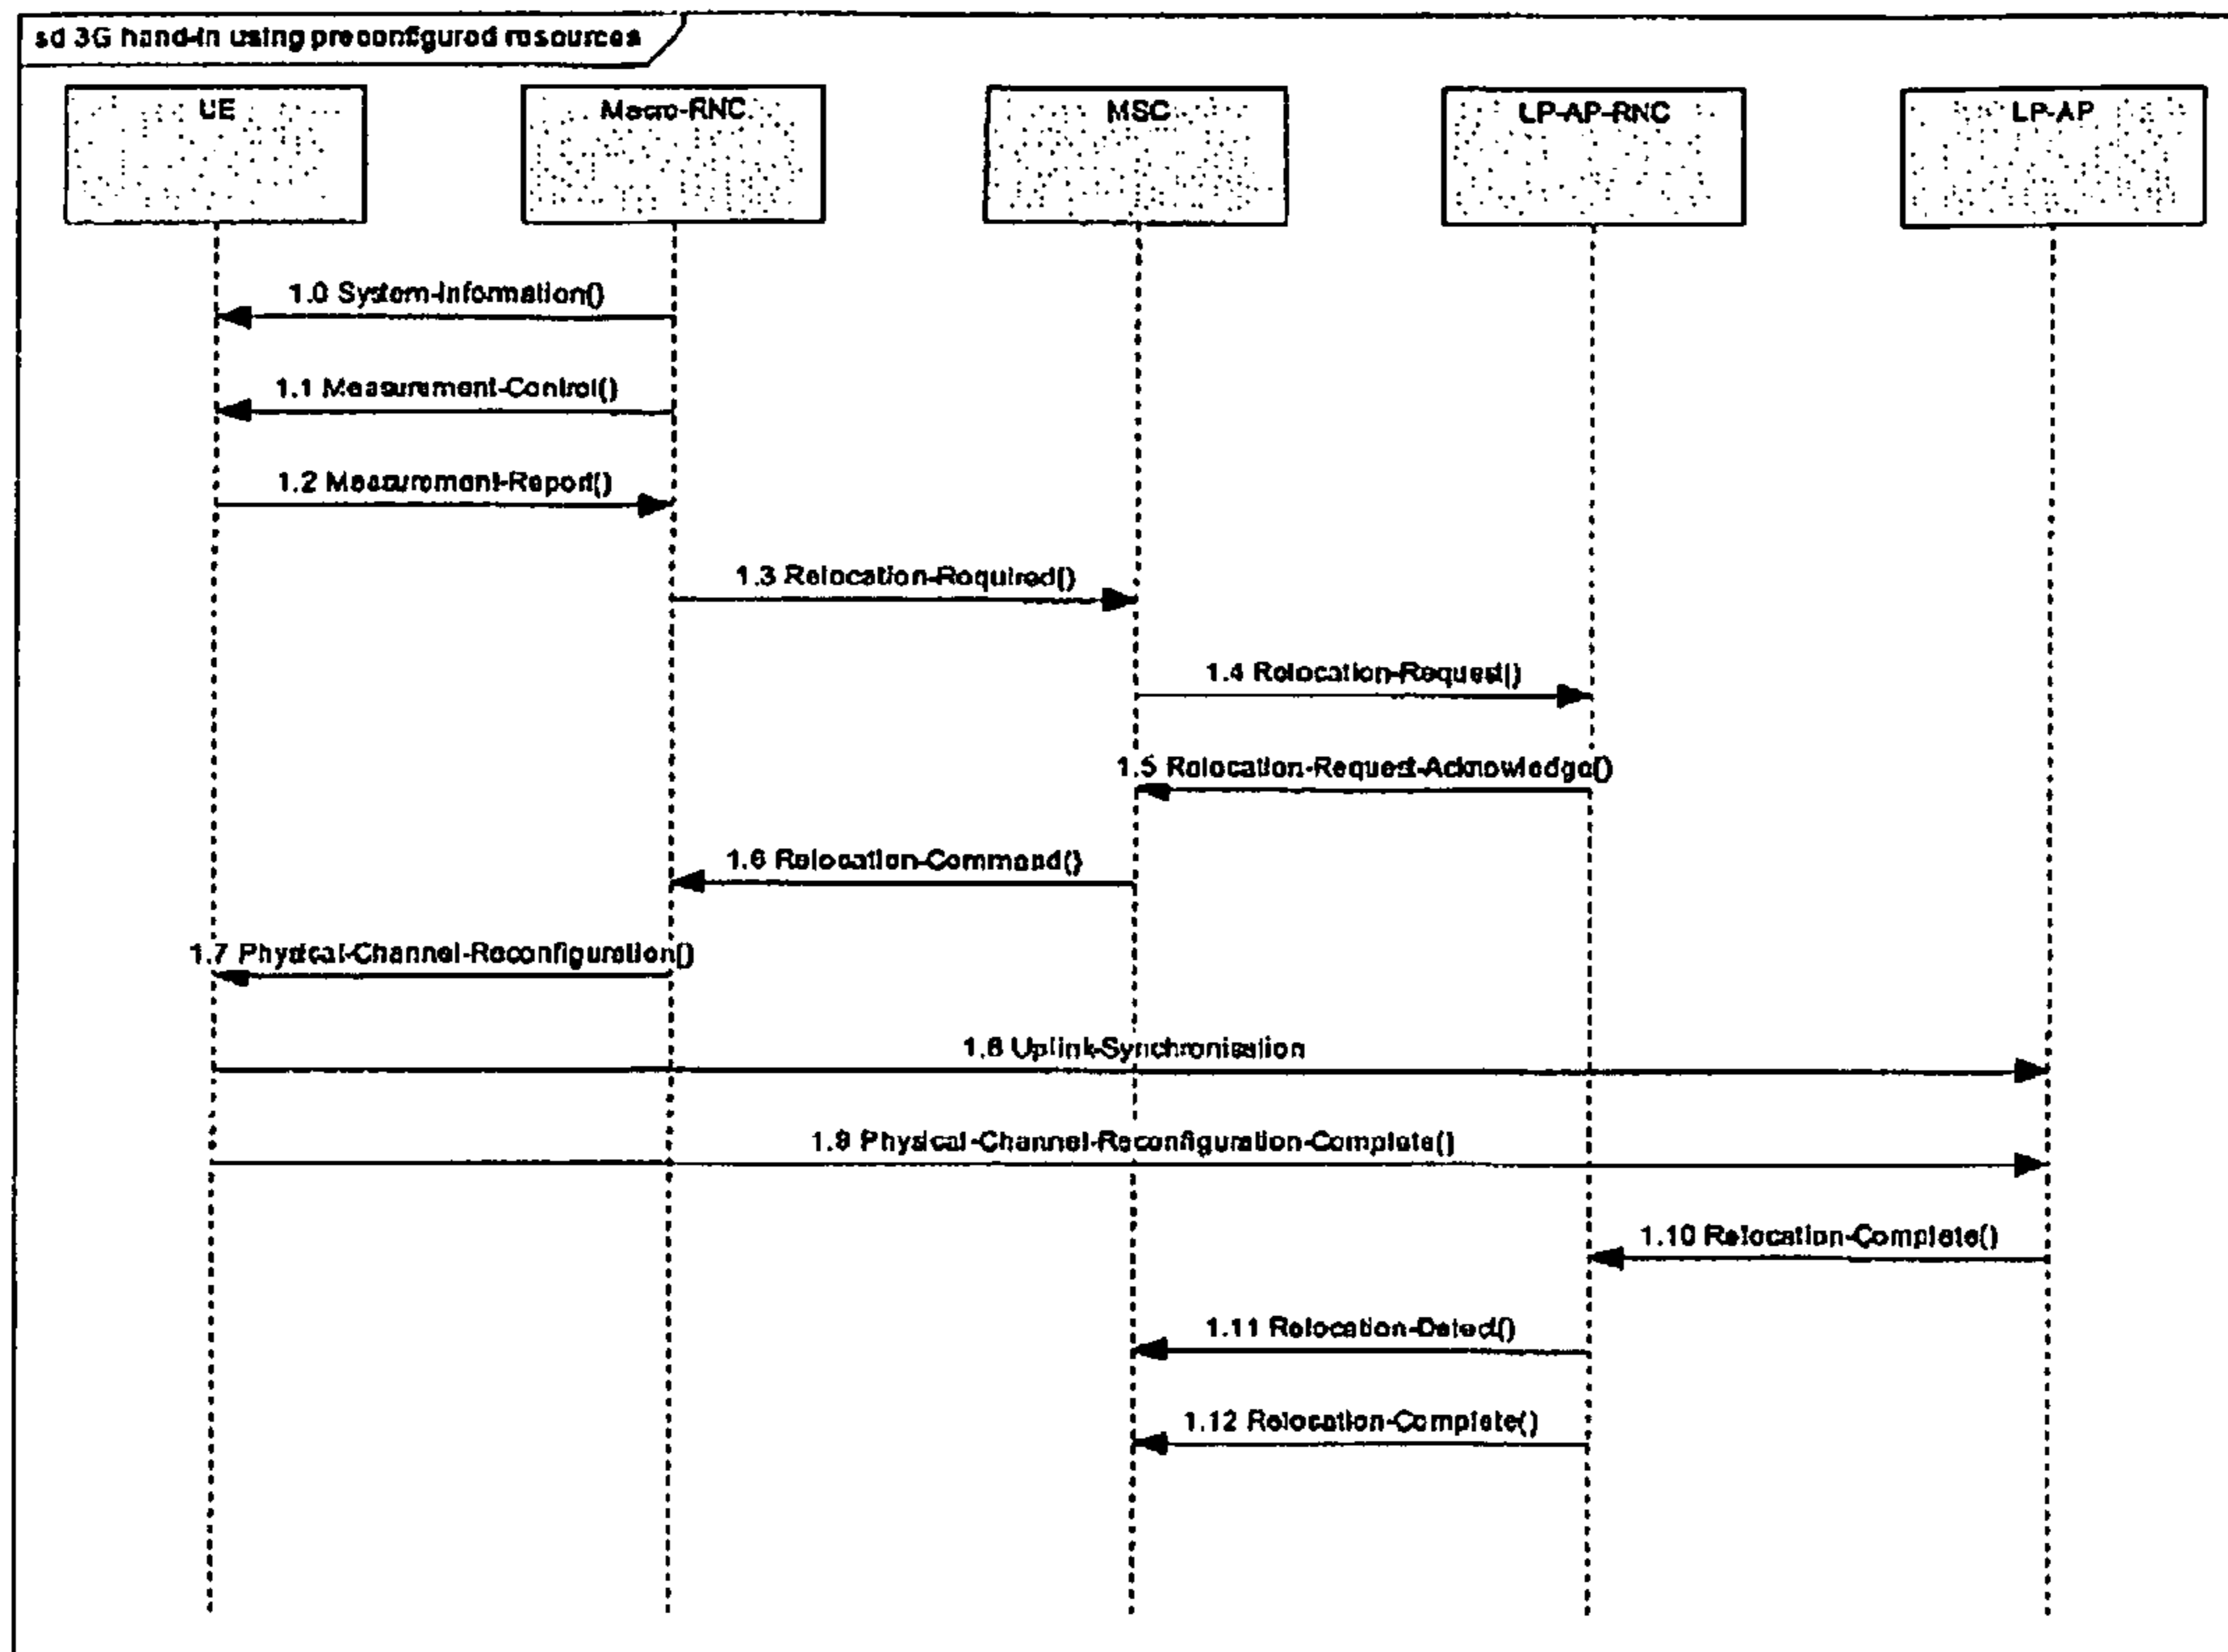 sd 3G hand-in using preconfigured resources
UE
Macro-RNC
MSC
LP-AP-RNC
LP-AP
1.0 System-Information()
1.1 Measurement-Control()
1.2 Measurement-Report()
1.3 Relocation-Required()
1.4 Relocation-Request()
1.5 Relocation-Request-Acknowledge()
1.6 Relocation-Command()
1.7 Physical-Channel-Reconfiguration()
1.8 Uplink-Synchronisation
1.9 Physical-Channel-Reconfiguration-Complete()
1.10 Relocation-Complete()
1.11 Relocation-Detect()
1.12 Relocation-Complete()